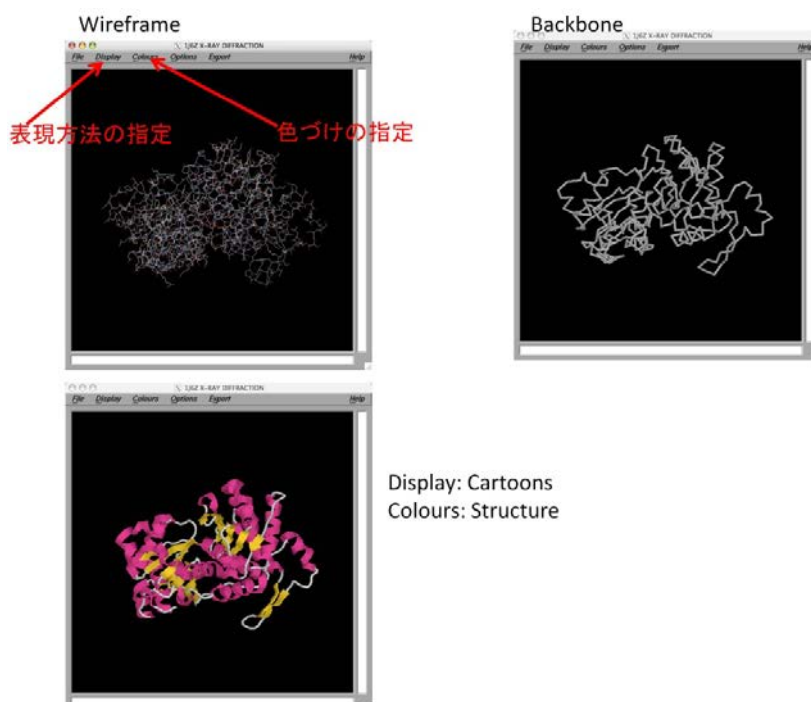 Wireframe
1J6Z X-RAY DIFFRACTION
File Display Colours Options Export Help
表現方法の指定
色づけの指定
Backbone
1J6Z X-RAY DIFFRACTION
File Display Colours Options Export Help
1J6Z X-RAY DIFFRACTION
File Display Colours Options Export Help
Display: Cartoons
Colours: Structure